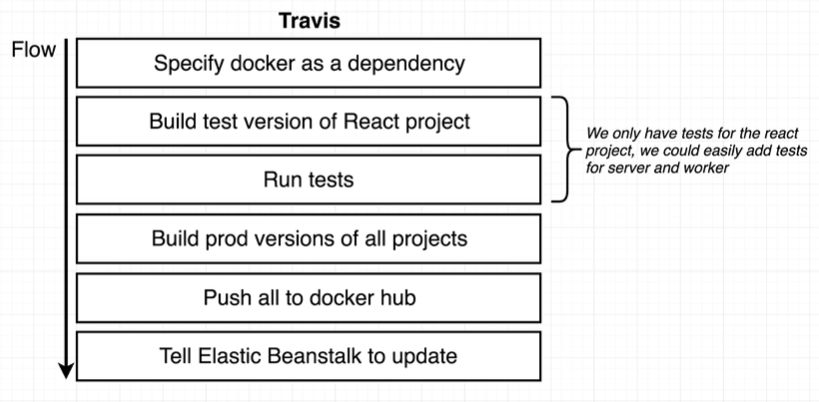 Travis
Flow
Specify docker as a dependency
Build test version of React project
Run tests
We only have tests for the react
project, we could easily add tests
for server and worker
Build prod versions of all projects
Push all to docker hub
Tell Elastic Beanstalk to update